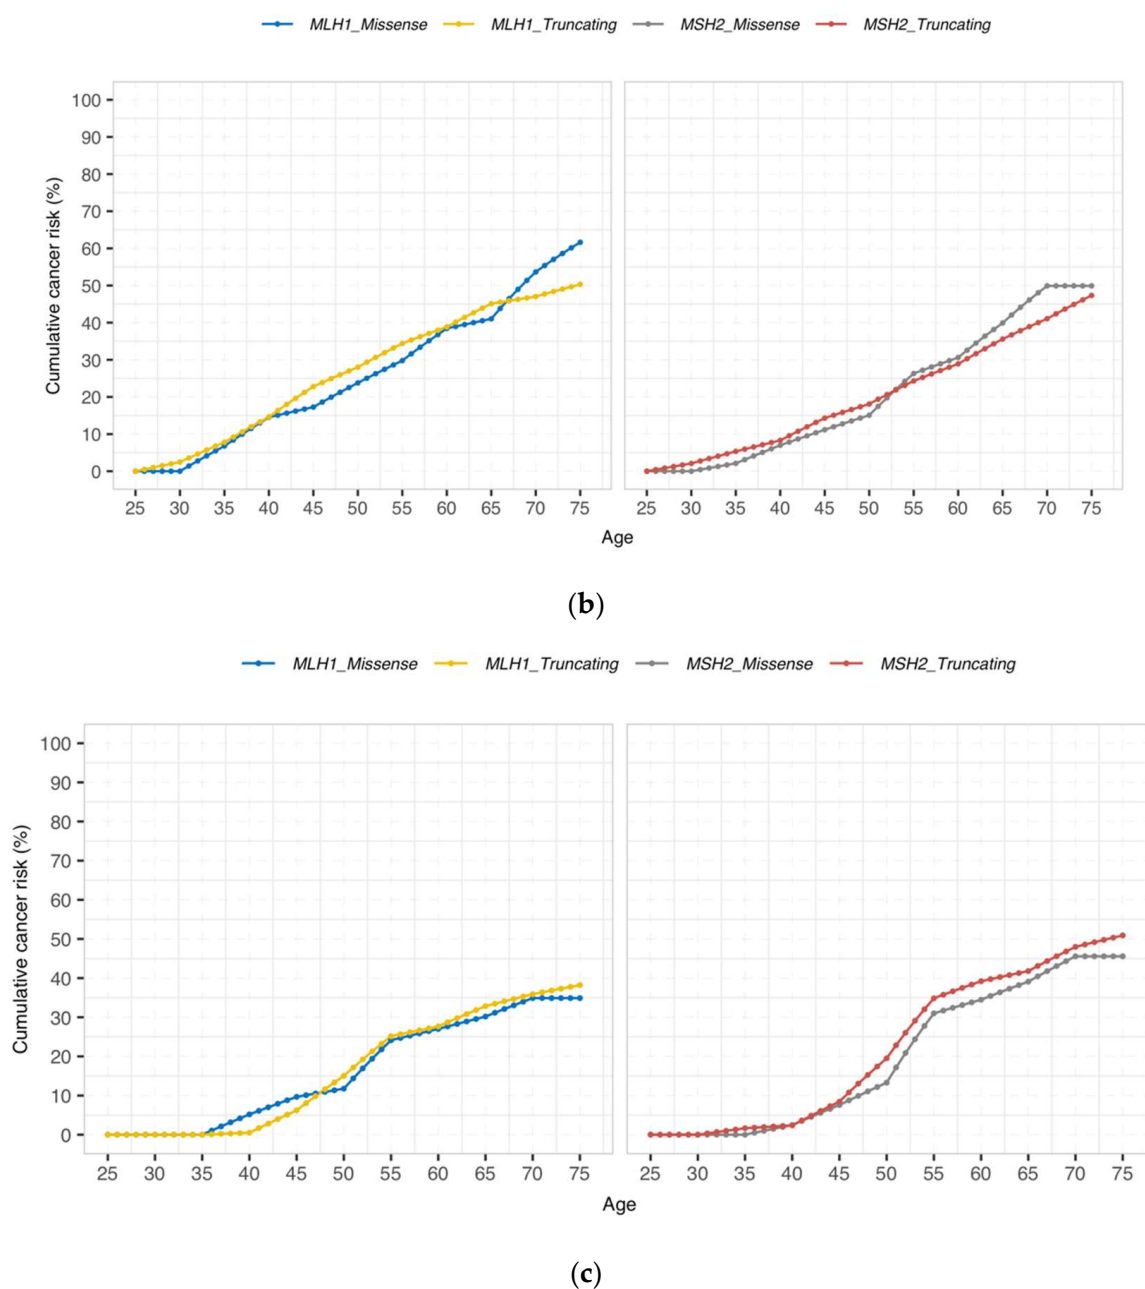 MLH1_Missense MLH1_Truncating MSH2_Missense MSH2_Truncating
Cumulative cancer risk (%)
100
90
80
70
60
50
40
30
20
10
0
25 30 35 40 45 50 55 60 65 70 75 25 30 35 40 45 50 55 60 65 70 75
Age
(b)
MLH1_Missense MLH1_Truncating MSH2_Missense MSH2_Truncating
Cumulative cancer risk (%)
100
90
80
70
60
50
40
30
20
10
0
25 30 35 40 45 50 55 60 65 70 75 25 30 35 40 45 50 55 60 65 70 75
Age
(c)